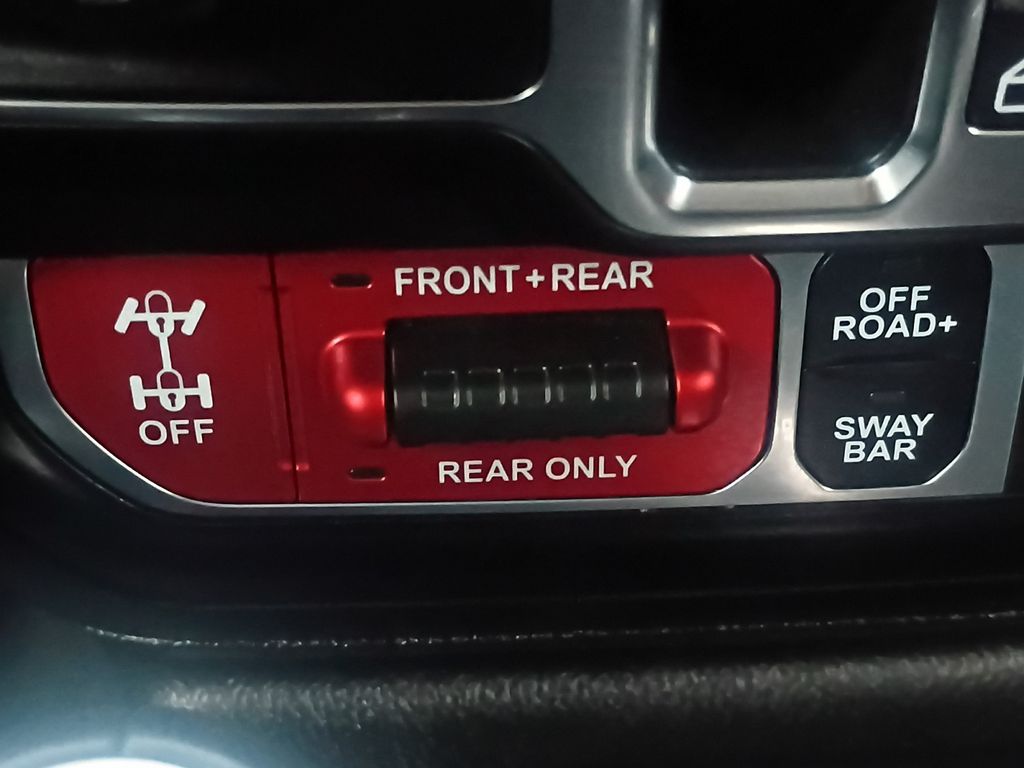 FRONT+REAR
OFF
REAR ONLY
OFF
ROAD+
SWAY
BAR